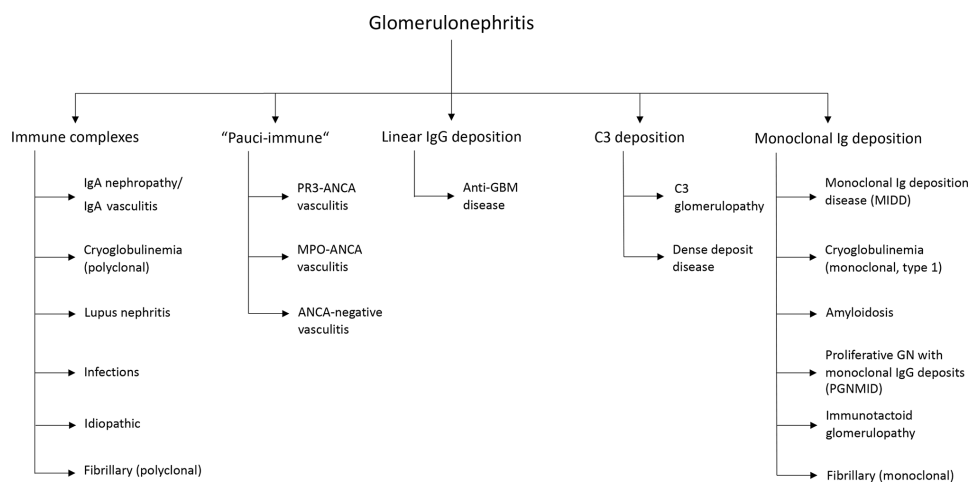 Glomerulonephritis
Immune complexes
IgA nephropathy/
IgA vasculitis
Cryoglobulinemia
(polyclonal)
Lupus nephritis
Infections
Idiopathic
Fibrillary (polyclonal)
“Pauci-immune“
PR3-ANCA
vasculitis
MPO-ANCA
vasculitis
ANCA-negative
vasculitis
Linear IgG deposition
Anti-GBM
disease
C3 deposition
C3
glomerulopathy
Dense deposit
disease
Monoclonal Ig deposition
Monoclonal Ig deposition
disease (MIDD)
Cryoglobulinemia
(monoclonal, type 1)
Amyloidosis
Proliferative GN with
monoclonal IgG deposits
(PGNMID)
Immunotactoid
glomerulopathy
Fibrillary (monoclonal)